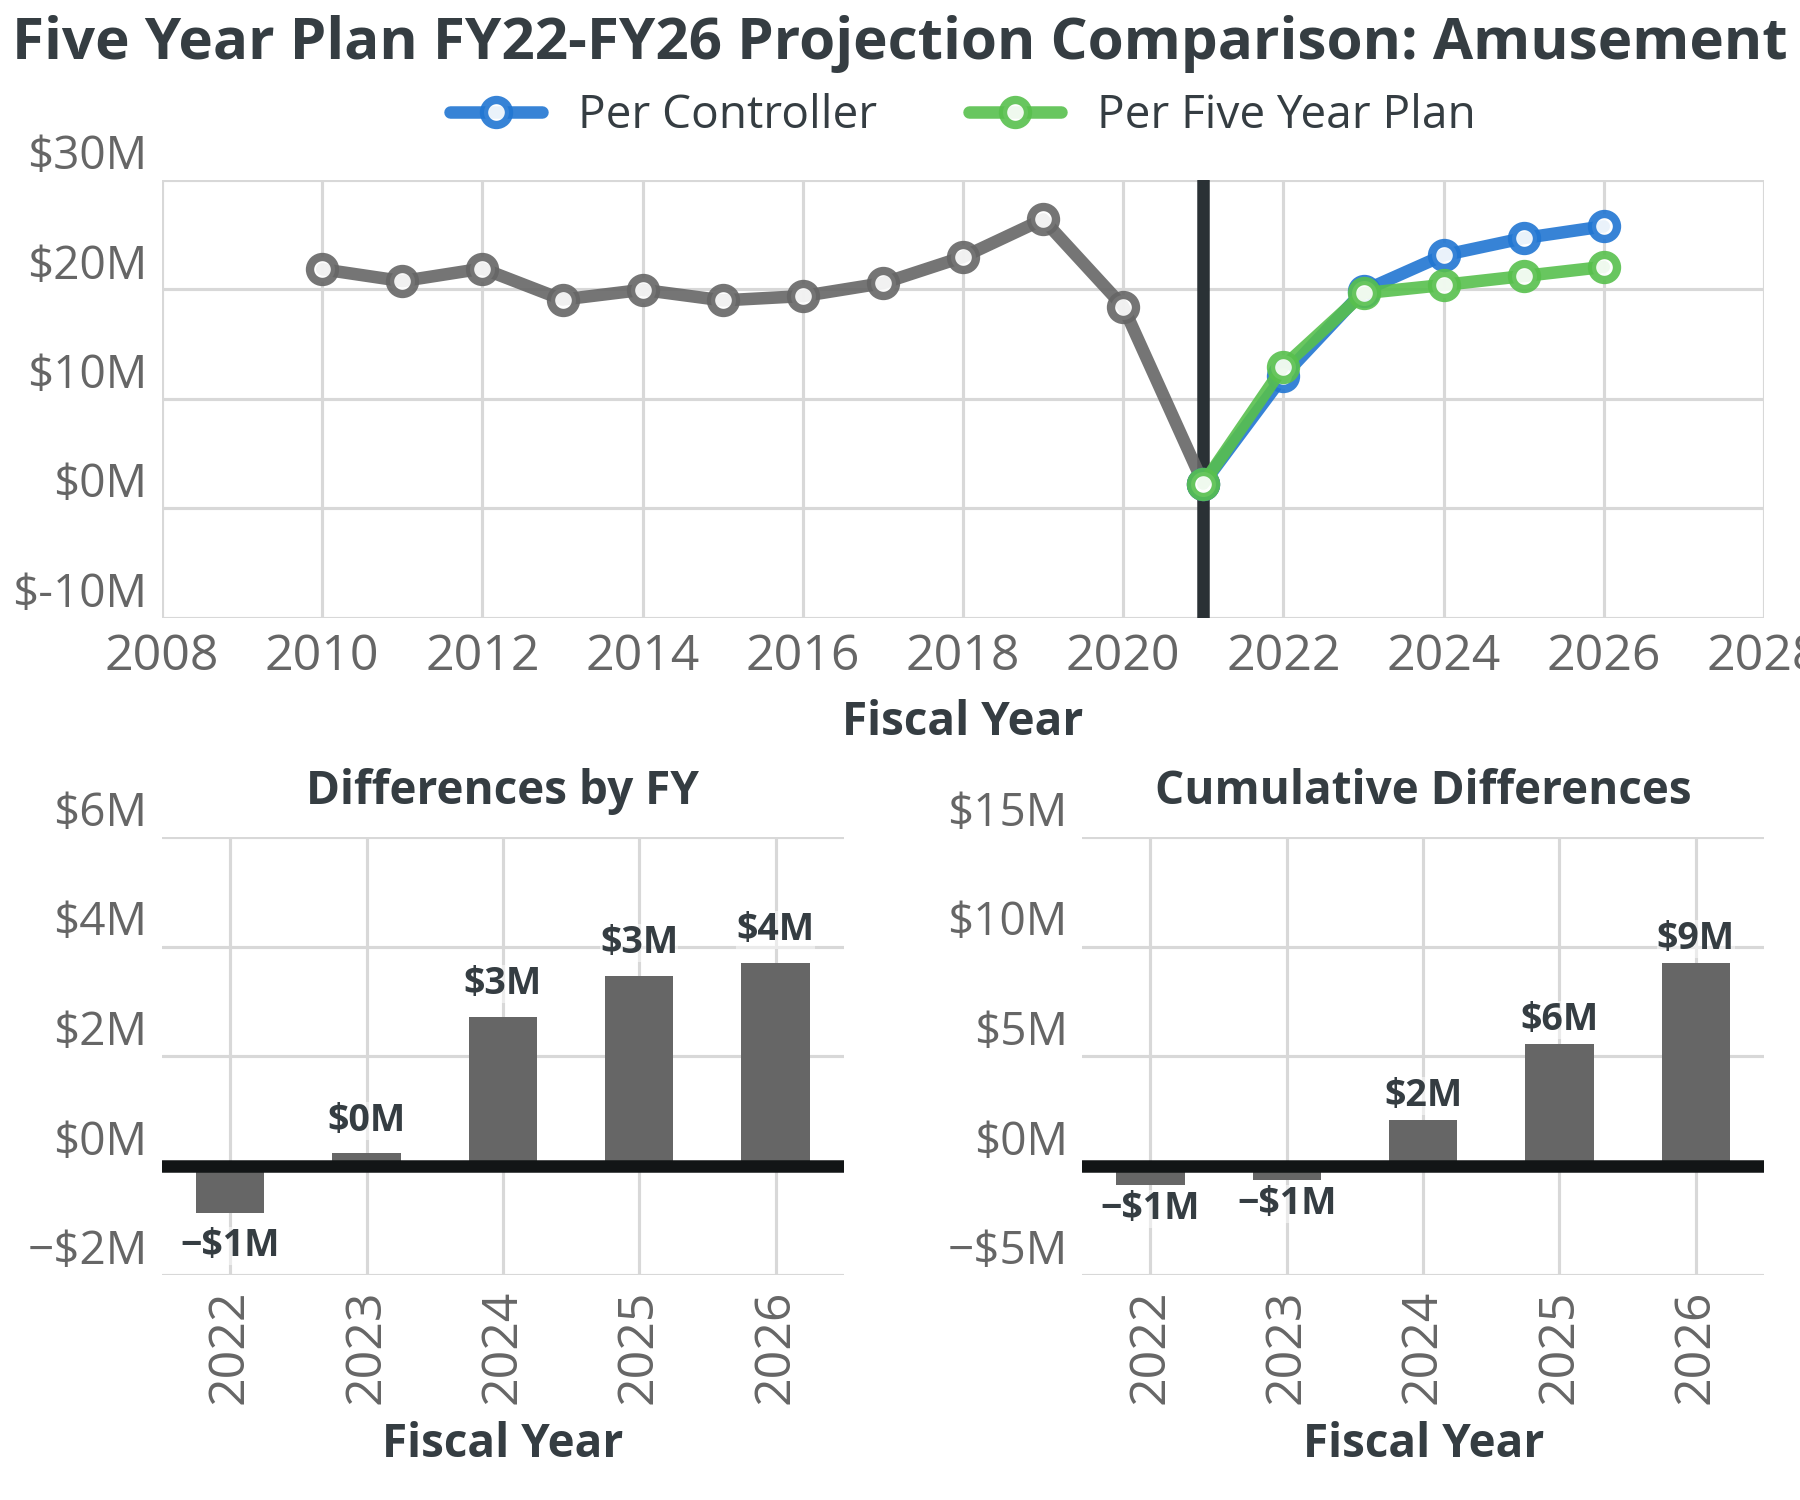 Five Year Plan FY22-FY26 Projection Comparison: Amusement
Per Controller
Per Five Year Plan
$30M
$20M
$10M
$0M
$-10M
2008
2010
2012
2014
2016
2018
2020
2022
2024
2026
2028
Fiscal Year
Differences by FY
$6M
$4M
$2M
$0M
−$2M
−$1M
$0M
$3M
$3M
$4M
2022
2023
2024
2025
2026
Fiscal Year
Cumulative Differences
$15M
$10M
$5M
$0M
−$5M
−$1M
−$1M
$2M
$6M
$9M
2022
2023
2024
2025
2026
Fiscal Year